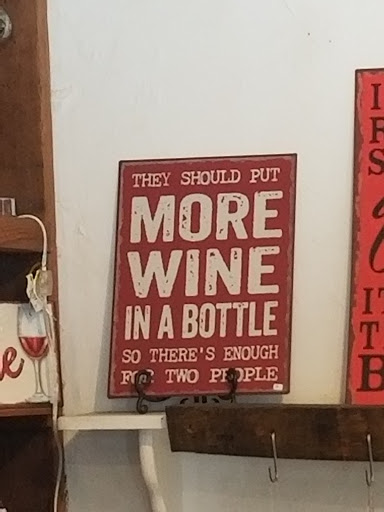 THEY SHOULD PUT
MORE
WINE
IN A BOTTLE
SO THERE'S ENOUGH
FOR TWO PEOPLE